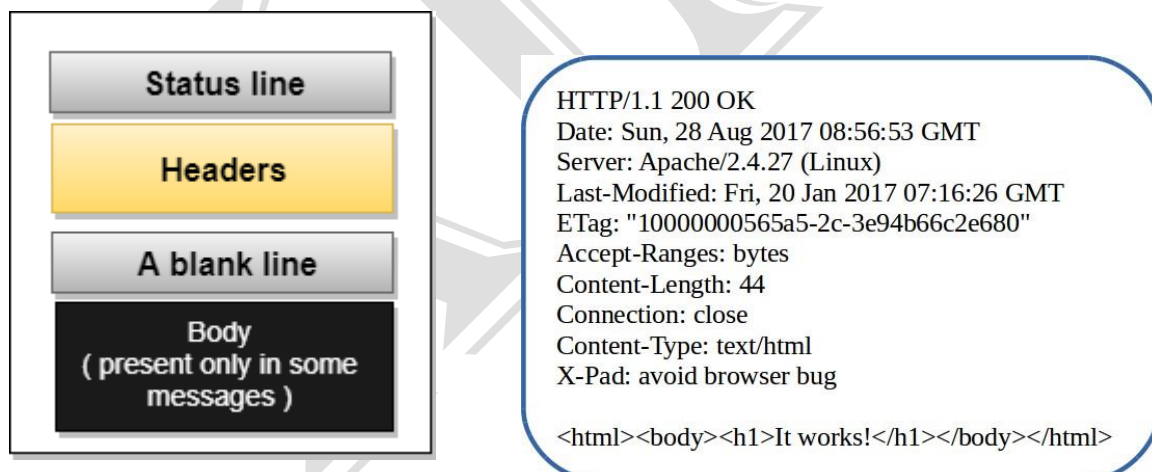 Status line
Headers
A blank line
Body
( present only in some
messages )
HTTP/1.1 200 OK
Date: Sun, 28 Aug 2017 08:56:53 GMT
Server: Apache/2.4.27 (Linux)
Last-Modified: Fri, 20 Jan 2017 07:16:26 GMT
ETag: "10000000565a5-2c-3e94b66c2e680"
Accept-Ranges: bytes
Content-Length: 44
Connection: close
Content-Type: text/html
X-Pad: avoid browser bug
<html><body><h1>It works!</h1></body></html>